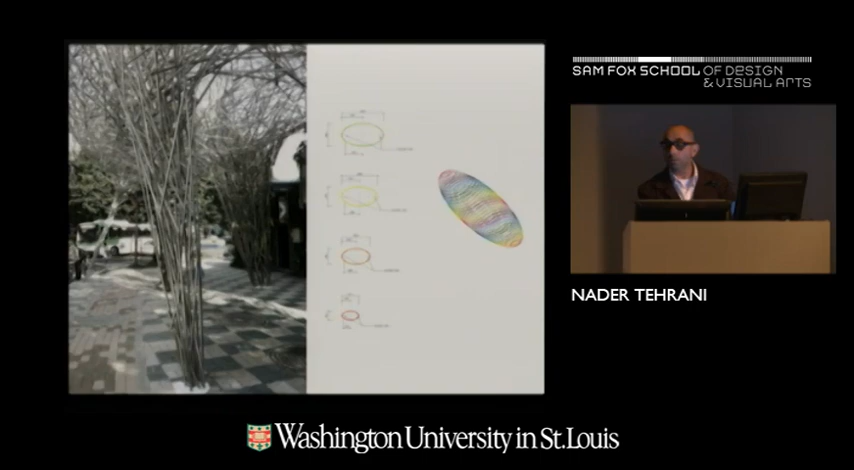 SAM FOX SCHOOL OF DESIGN
& VISUAL ARTS
NADER TEHRANI
Washington University in St.Louis